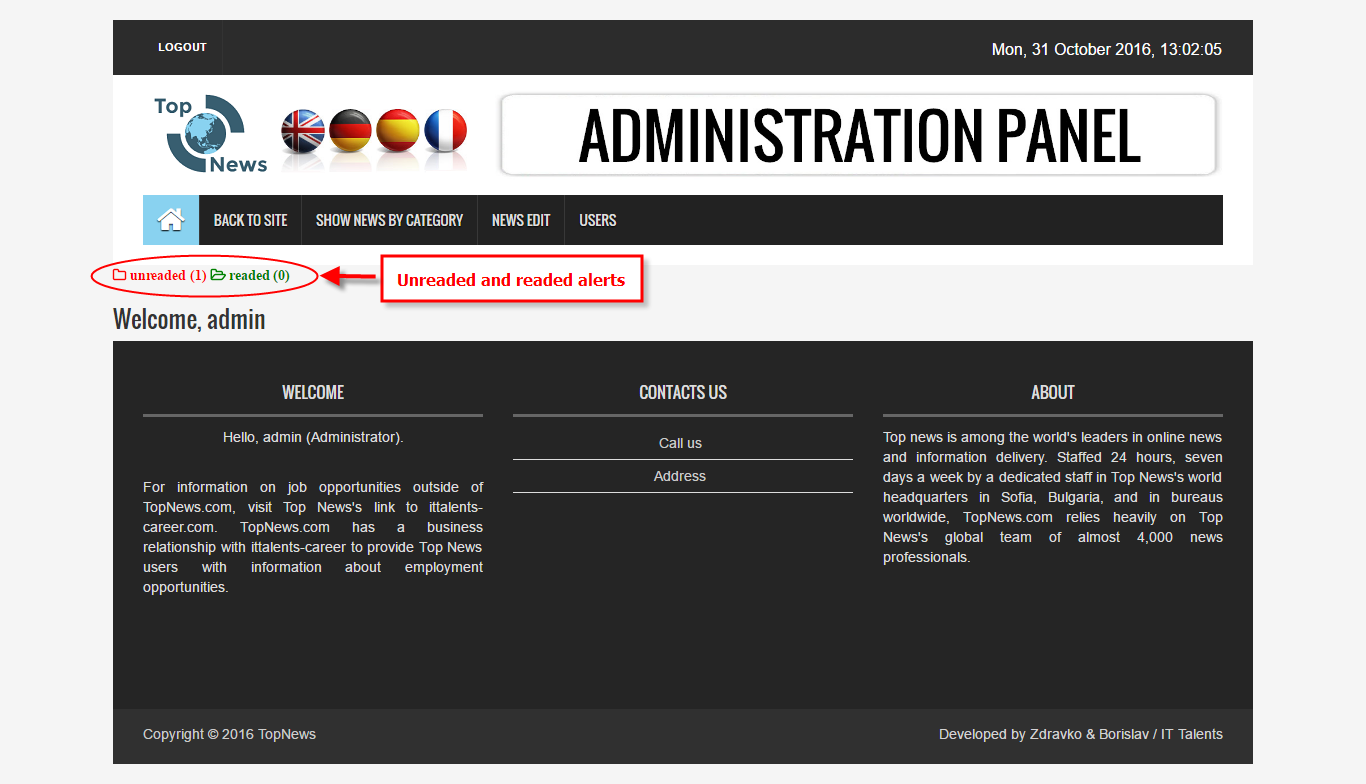 LOGOUT
Mon, 31 October 2016, 13:02:05
Top
News
ADMINISTRATION PANEL
BACK TO SITE
SHOW NEWS BY CATEGORY
NEWS EDIT
USERS
unreaded (1) readed (0)
Unreaded and readed alerts
Welcome, admin
WELCOME
Hello, admin (Administrator).
For information on job opportunities outside of
TopNews.com, visit Top News's link to ittalents-
career.com. TopNews.com has a business
relationship with ittalents-career to provide Top News
users with information about employment
opportunities.
CONTACTS US
Call us
Address
ABOUT
Top news is among the world's leaders in online news
and information delivery. Staffed 24 hours, seven
days a week by a dedicated staff in Top News's world
headquarters in Sofia, Bulgaria, and in bureaus
worldwide, TopNews.com relies heavily on Top
News's global team of almost 4,000 news
professionals.
Copyright © 2016 TopNews
Developed by Zdravko & Borislav / IT Talents